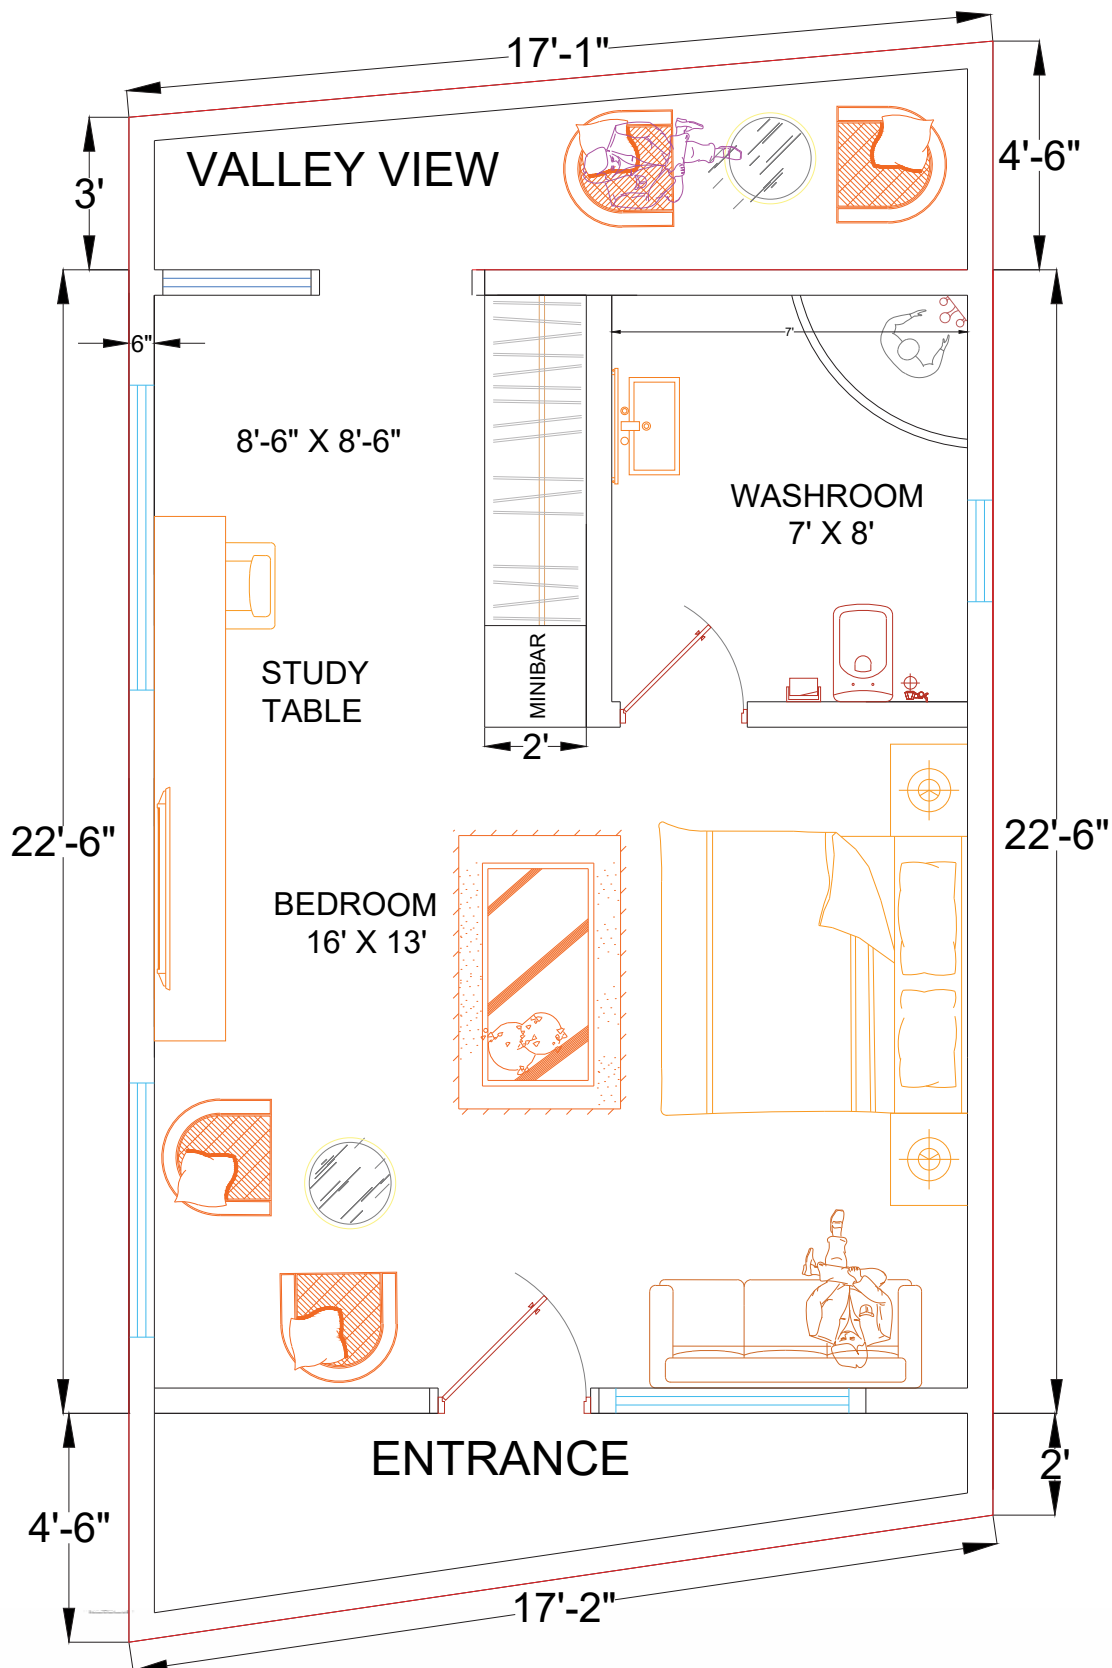 17'-1"
VALLEY VIEW
3'
4'-6"
6"
7'
8'-6" X 8'-6"
WASHROOM
7' X 8'
STUDY
TABLE
MINIBAR
2'
22'-6"
22'-6"
BEDROOM
16' X 13'
ENTRANCE
2'
4'-6"
17'-2"